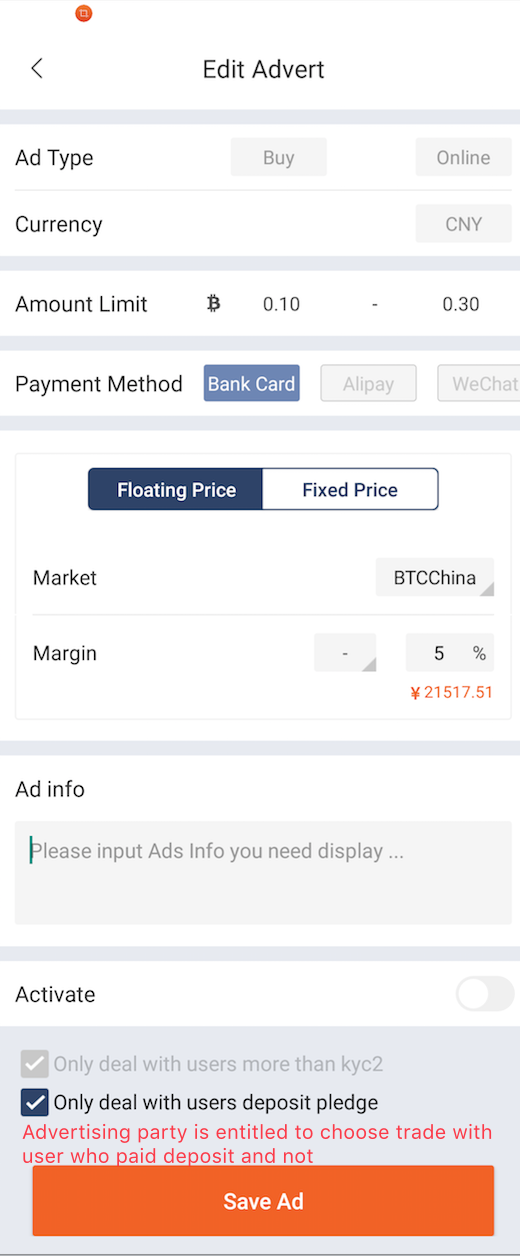 Edit Advert
Ad Type Buy Online
Currency CNY
Amount Limit ฿ 0.10 - 0.30
Payment Method Bank Card Alipay WeChat
Floating Price Fixed Price
Market BTCChina
Margin - 5 %
¥ 21517.51
Ad info
Please input Ads Info you need display ...
Activate
Only deal with users more than kyc2
Only deal with users deposit pledge
Advertising party is entitled to choose trade with
user who paid deposit and not
Save Ad